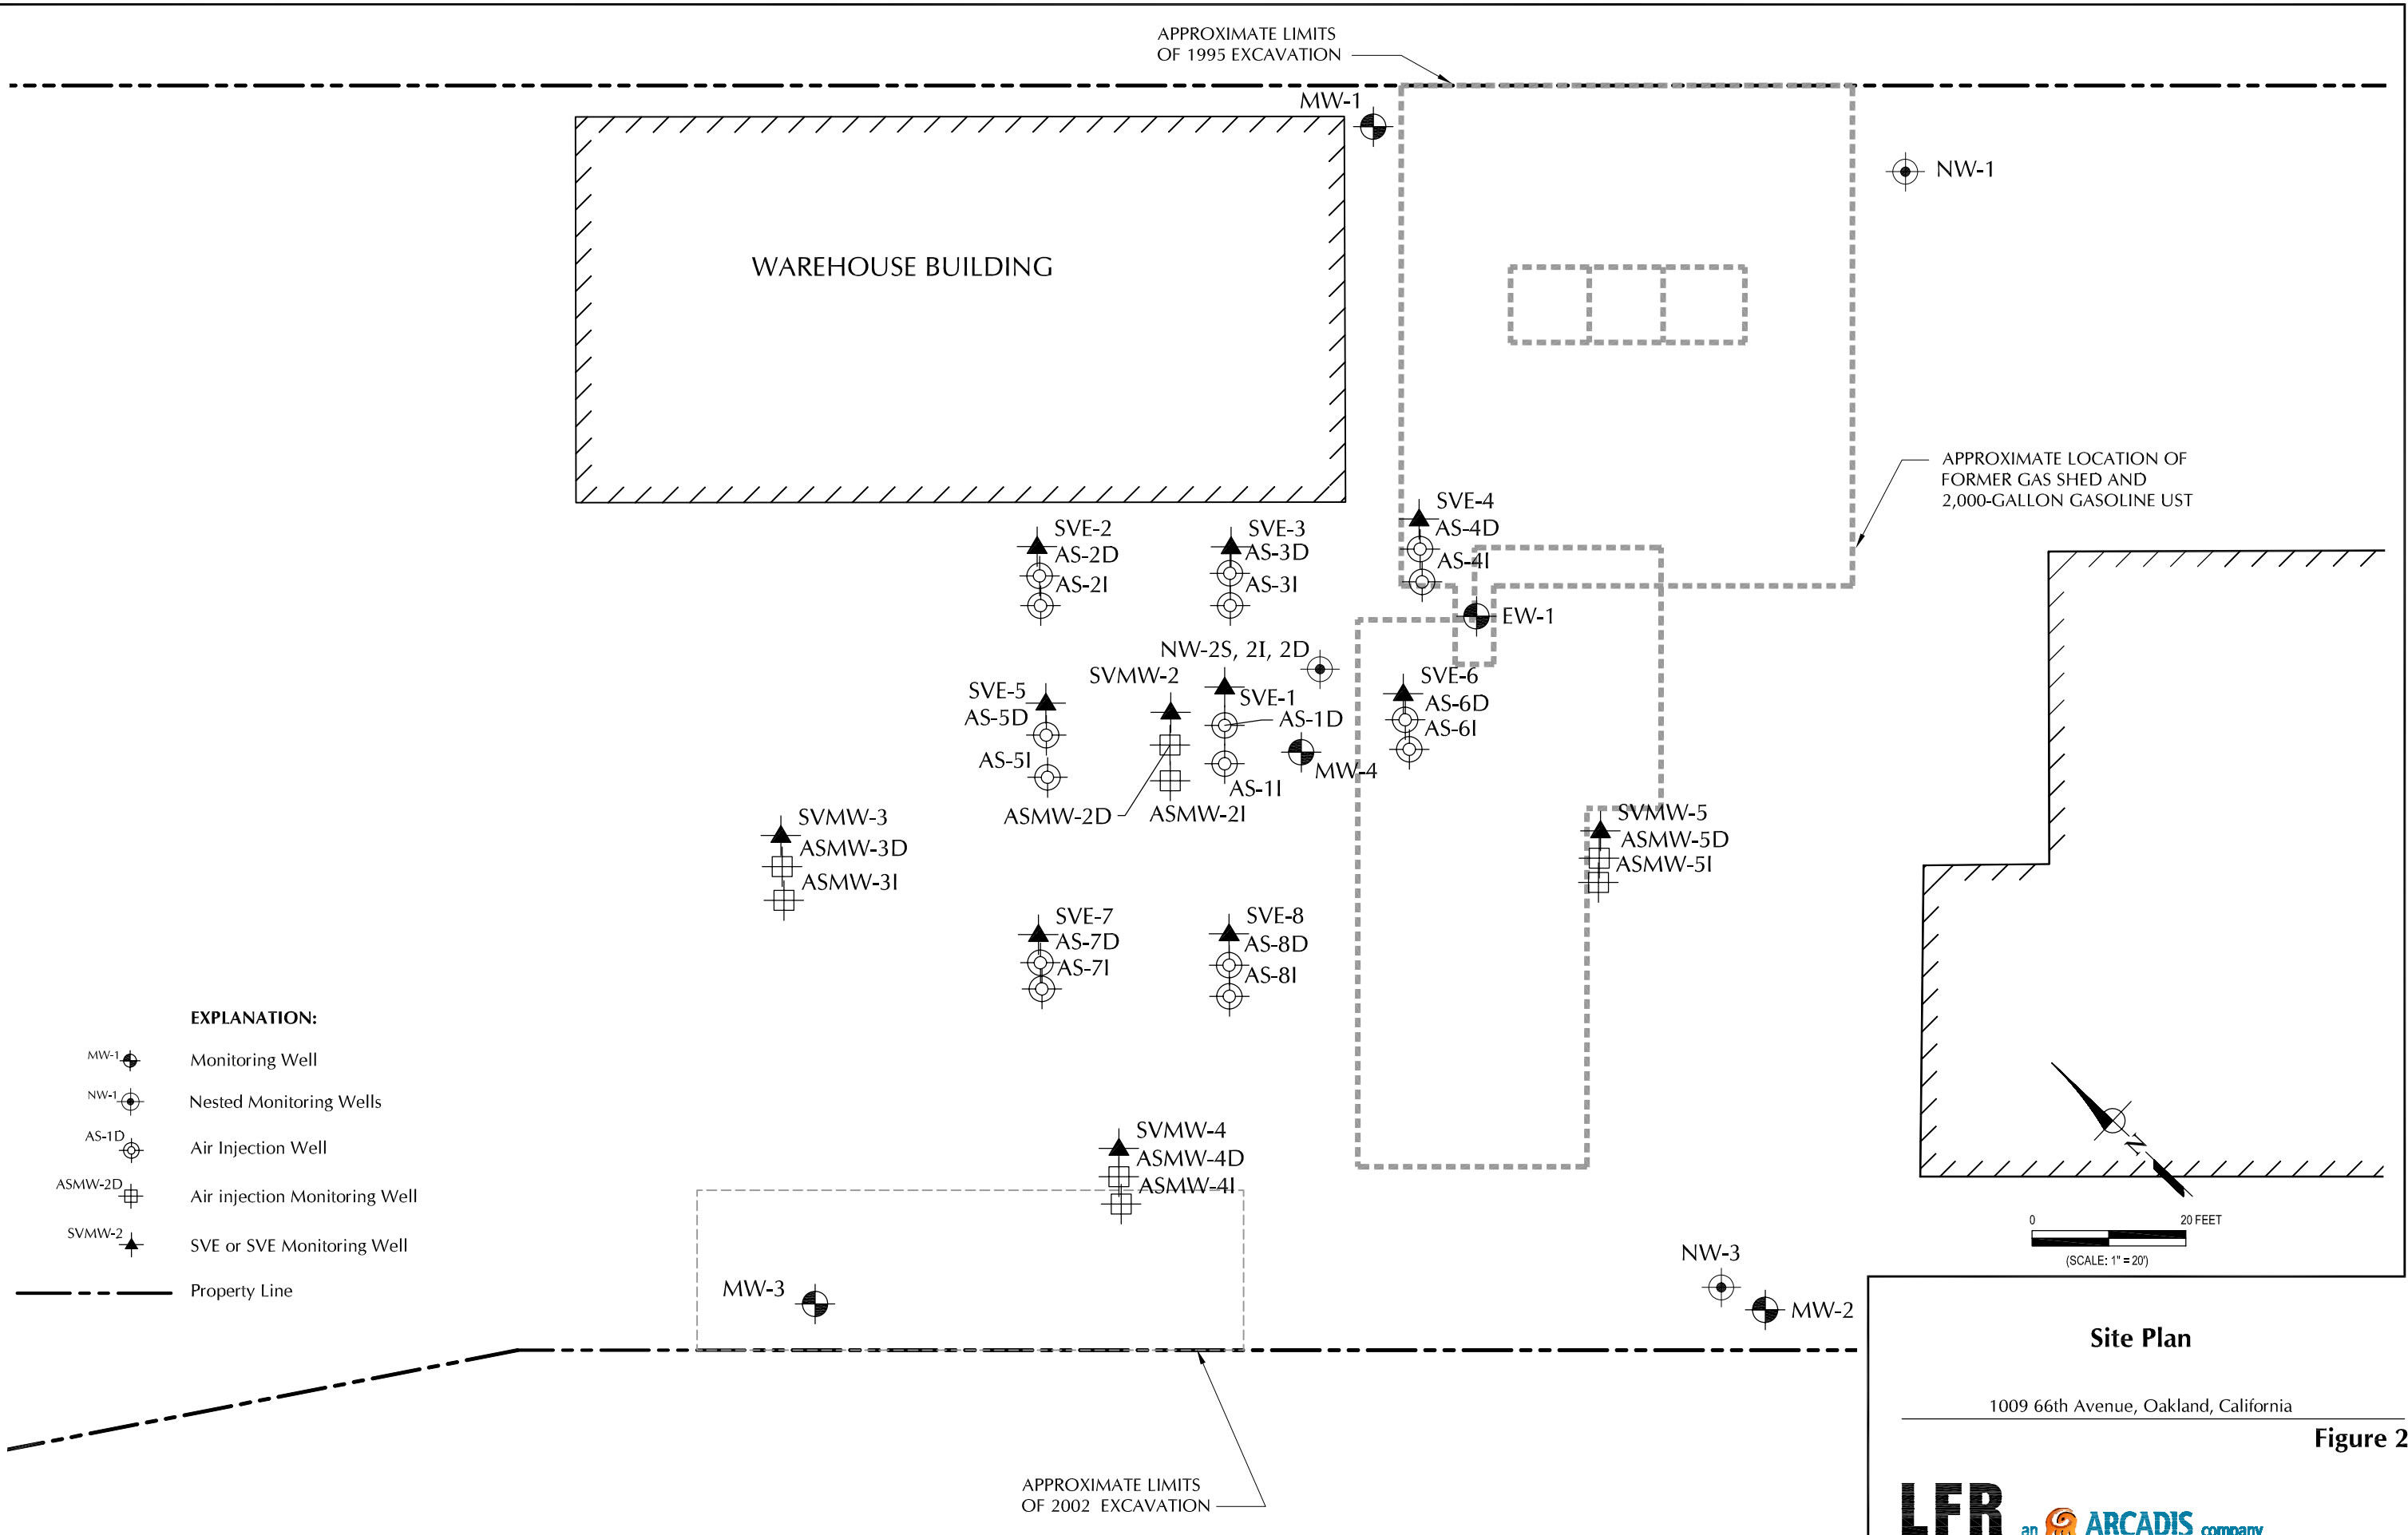 APPROXIMATE LIMITS
OF 1995 EXCAVATION
MW-1
NW-1
WAREHOUSE BUILDING
APPROXIMATE LOCATION OF
FORMER GAS SHED AND
2,000-GALLON GASOLINE UST
SVE-2
AS-2D
AS-2I
SVE-3
AS-3D
AS-3I
SVE-4
AS-4D
AS-4I
EW-1
NW-2S, 2I, 2D
SVMW-2
SVE-5
AS-5D
AS-5I
SVE-1
AS-1D
AS-1I
MW-4
SVE-6
AS-6D
AS-6I
ASMW-2D
ASMW-2I
SVMW-3
ASMW-3D
ASMW-3I
SVMW-5
ASMW-5D
ASMW-5I
SVE-7
AS-7D
AS-7I
SVE-8
AS-8D
AS-8I
SVMW-4
ASMW-4D
ASMW-4I
MW-3
NW-3
MW-2
APPROXIMATE LIMITS
OF 2002 EXCAVATION
EXPLANATION:
MW-1 Monitoring Well
NW-1 Nested Monitoring Wells
AS-1D Air Injection Well
ASMW-2D Air injection Monitoring Well
SVMW-2 SVE or SVE Monitoring Well
Property Line
N
0 20 FEET
(SCALE: 1" = 20')
Site Plan
1009 66th Avenue, Oakland, California
Figure 2
LFR an ARCADIS company